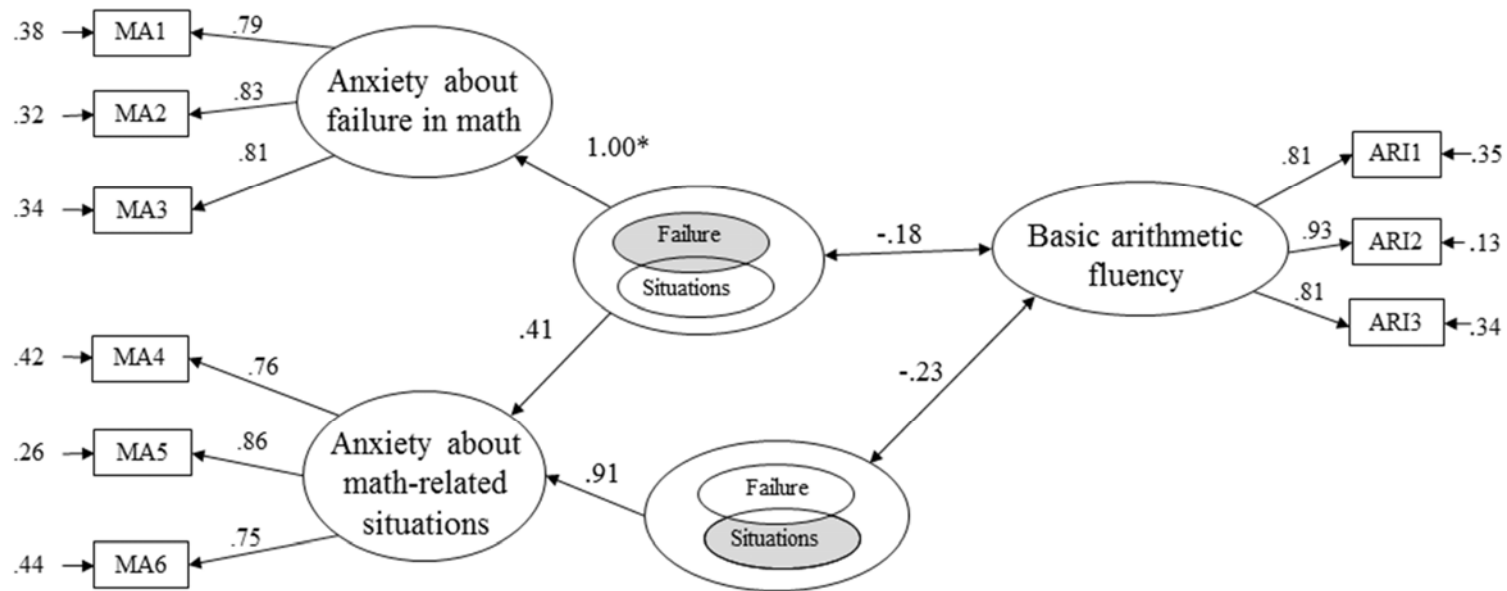 .38 MA1 .79
.32 MA2 .83
.34 MA3 .81
Anxiety about
failure in math
1.00*
Failure
Situations
-.18
Basic arithmetic
fluency
.81 ARI1 .35
.93 ARI2 .13
.81 ARI3 .34
.41
-.23
.42 MA4 .76
.26 MA5 .86
.44 MA6 .75
Anxiety about
math-related
situations
.91
Failure
Situations